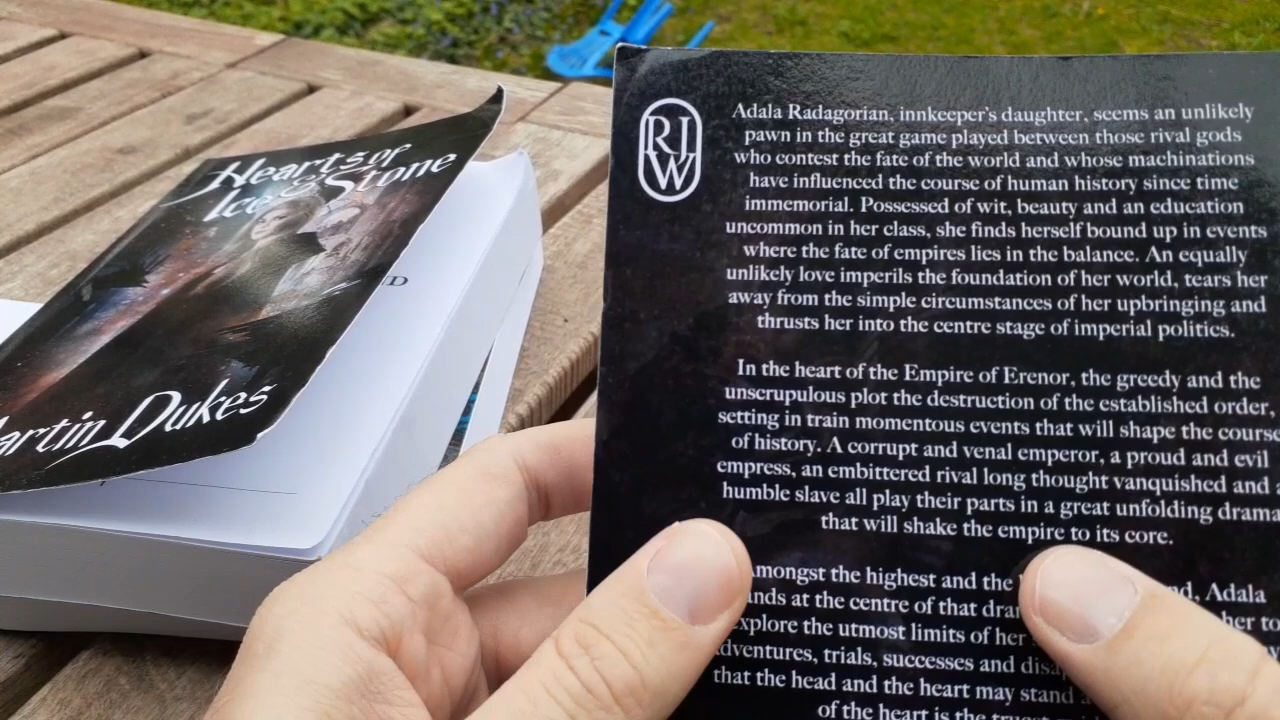 Hearts of
Ice & Stone
Martin Dukes
RJW
Adala Radagorian, innkeeper's daughter, seems an unlikely
pawn in the great game played between those rival gods
who contest the fate of the world and whose machinations
have influenced the course of human history since time
immemorial. Possessed of wit, beauty and an education
uncommon in her class, she finds herself bound up in events
where the fate of empires lies in the balance. An equally
unlikely love imperils the foundation of her world, tears her
away from the simple circumstances of her upbringing and
thrusts her into the centre stage of imperial politics.
In the heart of the Empire of Erenor, the greedy and the
unscrupulous plot the destruction of the established order,
setting in train momentous events that will shape the course
of history. A corrupt and venal emperor, a proud and evil
empress, an embittered rival long thought vanquished and a
humble slave all play their parts in a great unfolding drama
that will shake the empire to its core.
Amongst the highest and the Adala
at the centre of that her to
explore the utmost limits of her
adventures, trials, successes and
that the head and the heart may stand
of the heart is the